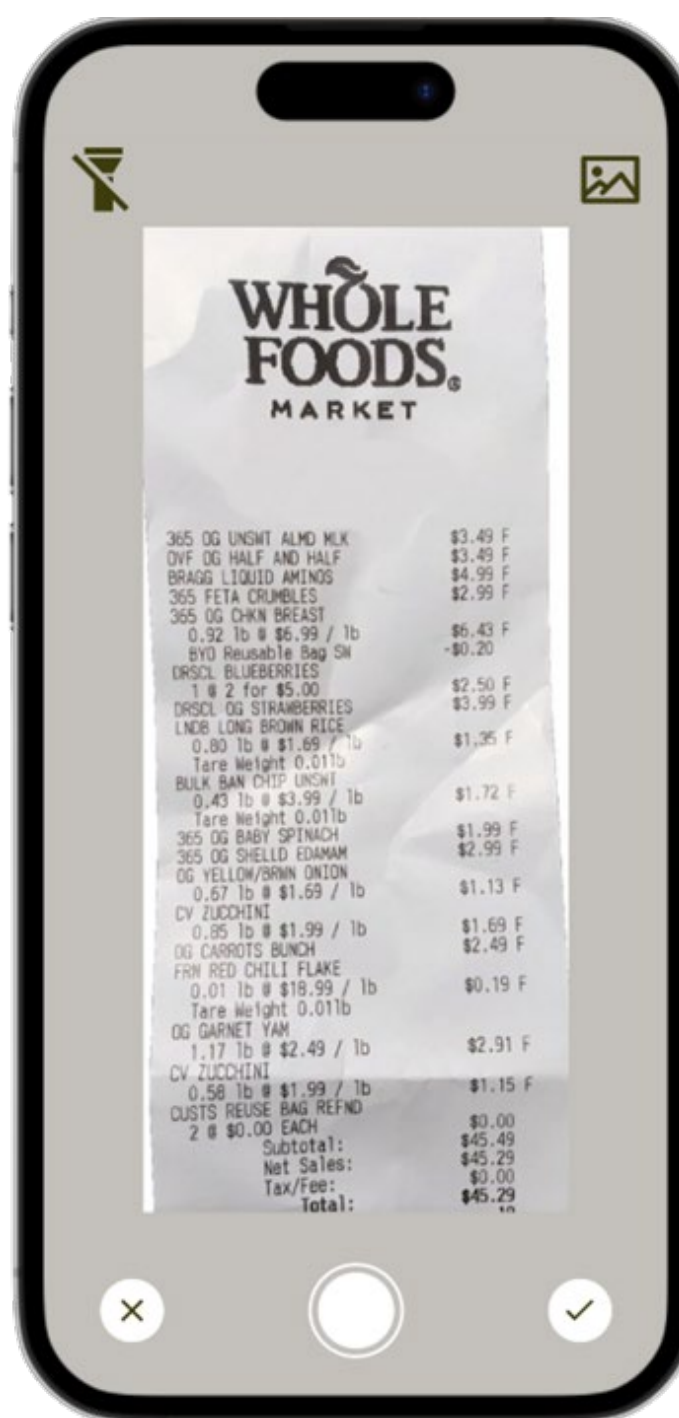 WHOLE
FOODS®
MARKET
365 OG UNSWT ALMD MLK $3.49 F
OVF OG HALF AND HALF $3.49 F
BRAGG LIQUID AMINOS $4.99 F
365 FETA CRUMBLES $2.99 F
365 OG CHKN BREAST
0.92 lb @ $6.99 / lb $6.43 F
BYO Reusable Bag SW -$0.20
DRSCL BLUEBERRIES
1 @ 2 for $5.00 $2.50 F
DRSCL OG STRAWBERRIES $3.99 F
LNDB LONG BROWN RICE
0.80 lb @ $1.69 / lb $1.35 F
Tare Weight 0.01lb
BULK BAN CHIP UNSWT
0.43 lb @ $3.99 / lb $1.72 F
Tare Weight 0.01lb
365 OG BABY SPINACH $1.99 F
365 OG SHELLD EDAMAM $2.99 F
OG YELLOW/BRWN ONION
0.67 lb @ $1.69 / lb $1.13 F
CV ZUCCHINI
0.85 lb @ $1.99 / lb $1.69 F
OG CARROTS BUNCH $2.49 F
FRN RED CHILI FLAKE
0.01 lb @ $18.99 / lb $0.19 F
Tare Weight 0.01lb
OG GARNET YAM
1.17 lb @ $2.49 / lb $2.91 F
CV ZUCCHINI
0.58 lb @ $1.99 / lb $1.15 F
CUSTS REUSE BAG REFND
2 @ $0.00 EACH $0.00
Subtotal: $45.49
Net Sales: $45.29
Tax/Fee: $0.00
Total: $45.29